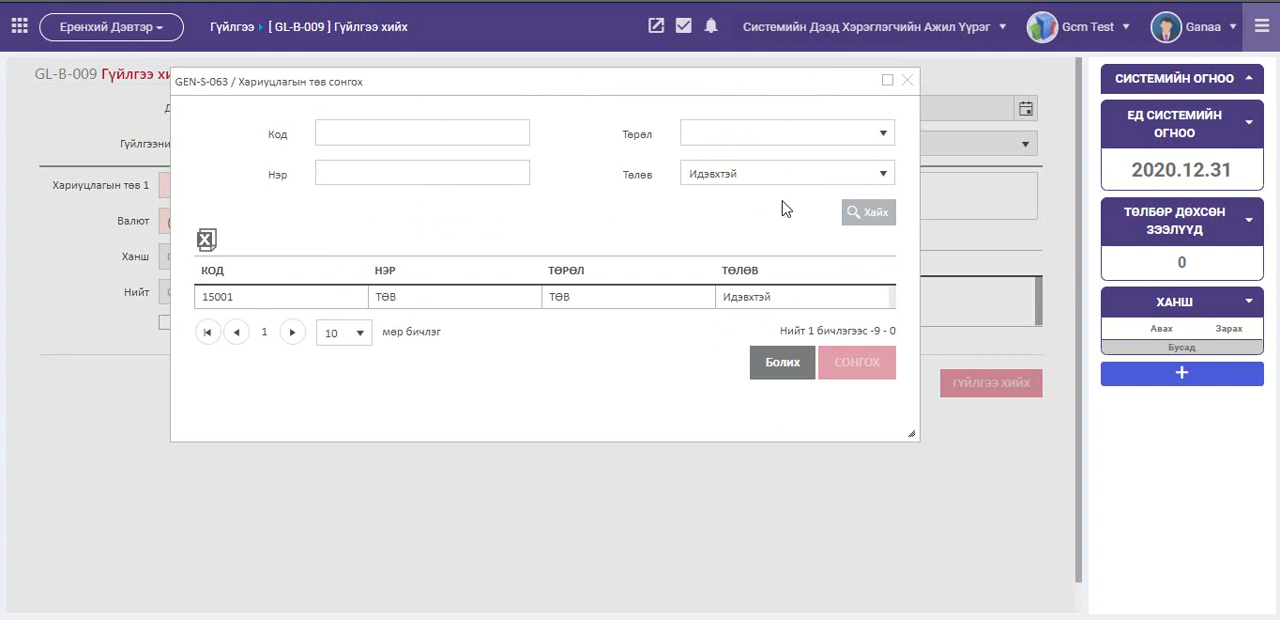 Ерөнхий Дэвтэр
Гүйлгээ [ GL-B-009 ] Гүйлгээ хийх
Системийн Дээд Хэрэглэгчийн Ажил Үүрэг
Gcm Test
Ganaa
GL-B-009 Гүйлгээ хи
GEN-S-063 / Хариуцлагын төв сонгох
Код
Төрөл
Нэр
Төлөв
Идэвхтэй
Хайх
КОД НЭР ТӨРӨЛ ТӨЛӨВ
15001 ТӨВ ТӨВ Идэвхтэй
1
10
мөр бичлэг
Нийт 1 бичлэгээс -9 - 0
Болих
СОНГОХ
Гүйлгээни
Хариуцлагын төв 1
Валют
Ханш
Нийт
ГҮЙЛГЭЭ ХИЙХ
СИСТЕМИЙН ОГНОО
ЕД СИСТЕМИЙН
ОГНОО
2020.12.31
ТӨЛБӨР ДӨХСӨН
ЗЭЭЛҮҮД
0
ХАНШ
Авах Зарах
Бусад
+